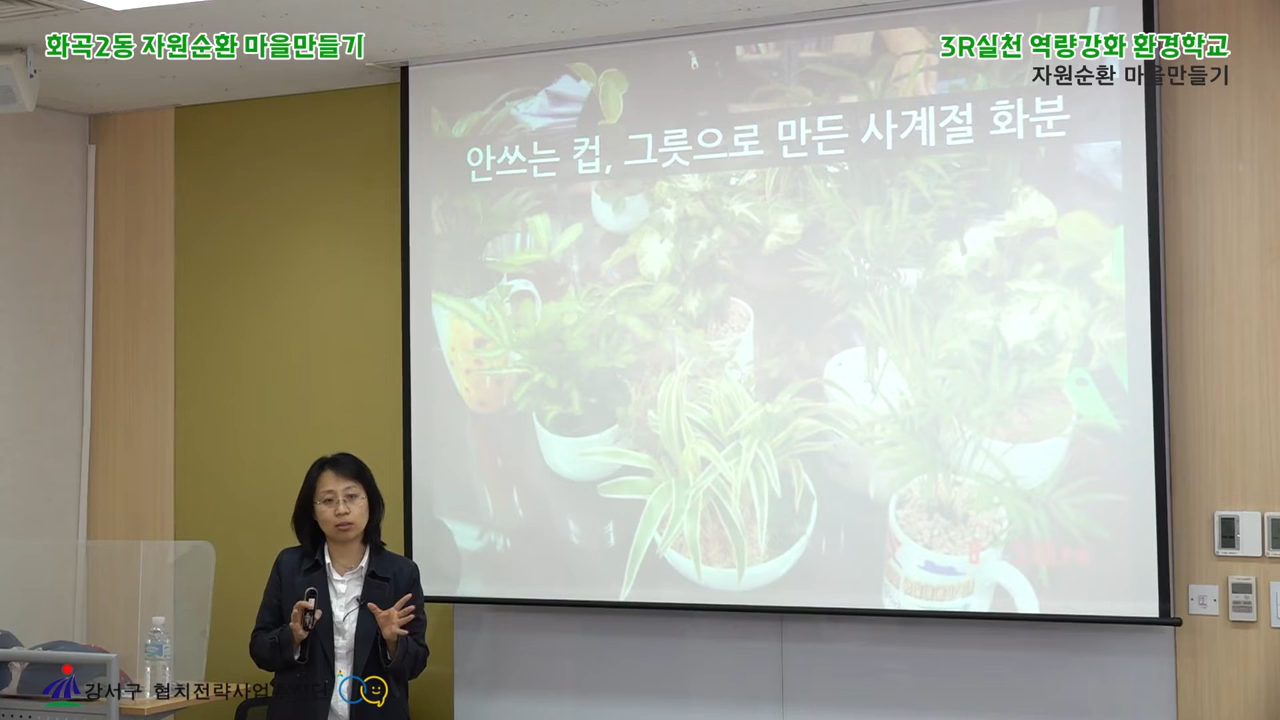 화곡2동 자원순환 마을만들기
3R실천 역량강화 환경학교
자원순환 마을만들기
안쓰는 컵, 그릇으로 만든 사계절 화분
강서구 협치전략사업